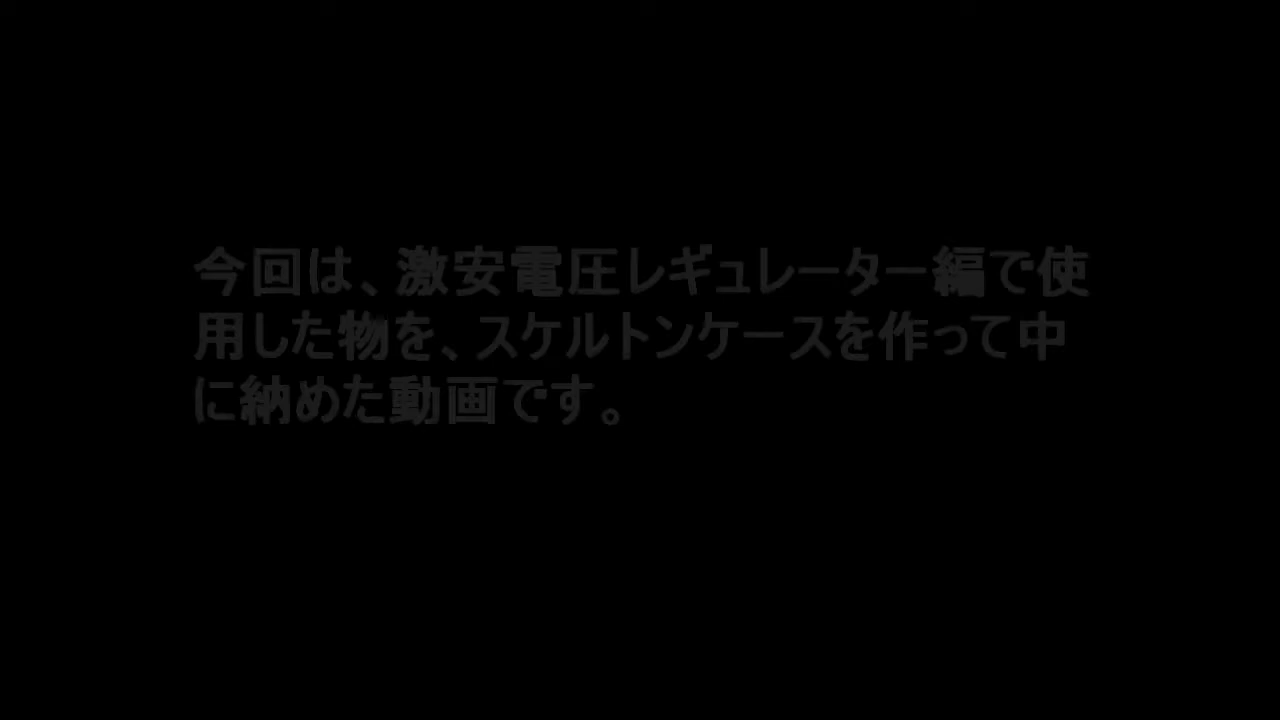 今回は、激安電圧レギュレーター編で使
用した物を、スケルトンケースを作って中
に納めた動画です。